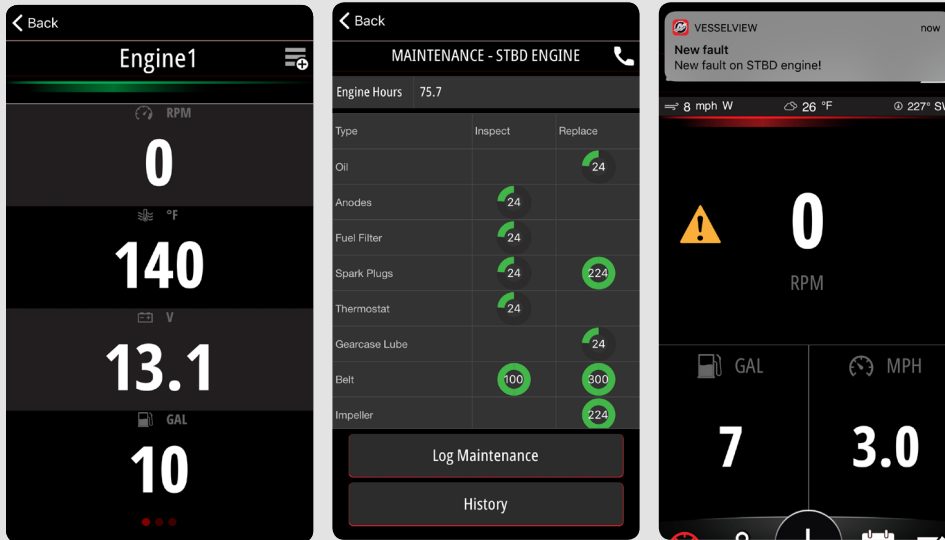 Back
Engine1
RPM
0
°F
140
V
13.1
GAL
10
Back
MAINTENANCE - STBD ENGINE
Engine Hours 75.7
Type Inspect Replace
Oil 24
Anodes 24
Fuel Filter 24
Spark Plugs 24 224
Thermostat 24
Gearcase Lube 24
Belt 100 300
Impeller 224
Log Maintenance
History
VESSELVIEW now
New fault
New fault on STBD engine!
8 mph W 26 °F 227° SW
0
RPM
GAL MPH
7 3.0